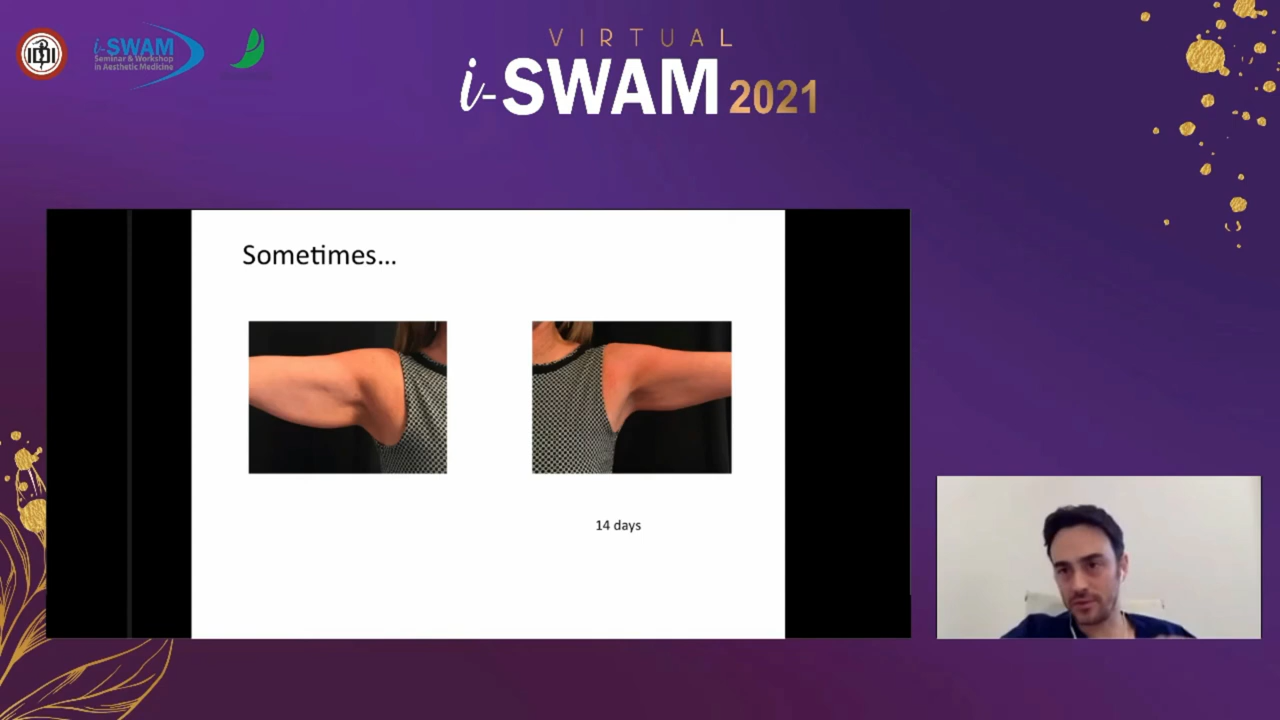 i-SWAM
Seminar & Workshop
in Aesthetic Medicine
VIRTUAL
i-SWAM 2021
Sometimes...
14 days